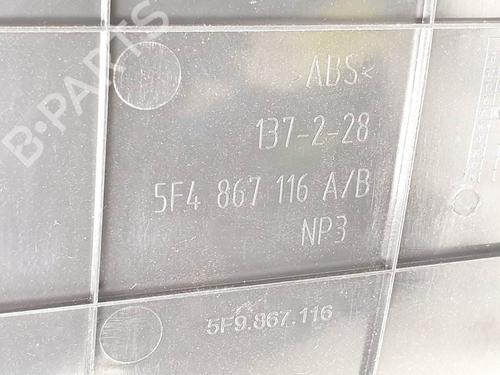 B-PARTS
>ABS<
137-2-28
5F4 867 116 A/B
NP3
5F9.867.116